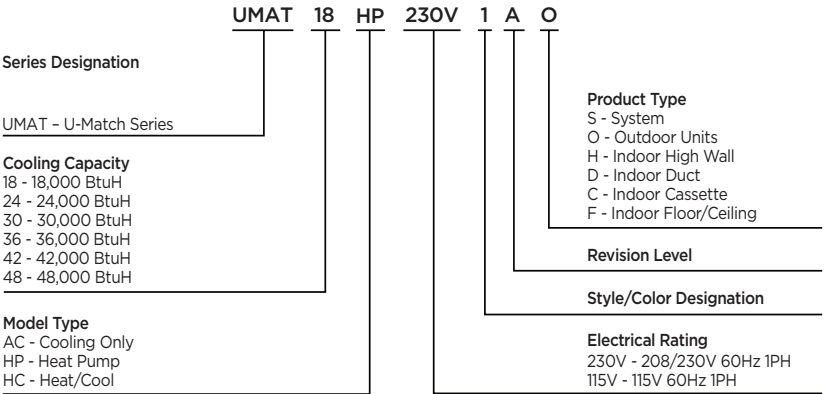 UMAT 18 HP 230V 1 A O
Series Designation
UMAT – U-Match Series
Cooling Capacity
18 - 18,000 BtuH
24 - 24,000 BtuH
30 - 30,000 BtuH
36 - 36,000 BtuH
42 - 42,000 BtuH
48 - 48,000 BtuH
Model Type
AC - Cooling Only
HP - Heat Pump
HC - Heat/Cool
Product Type
S - System
O - Outdoor Units
H - Indoor High Wall
D - Indoor Duct
C - Indoor Cassette
F - Indoor Floor/Ceiling
Revision Level
Style/Color Designation
Electrical Rating
230V - 208/230V 60Hz 1PH
115V - 115V 60Hz 1PH